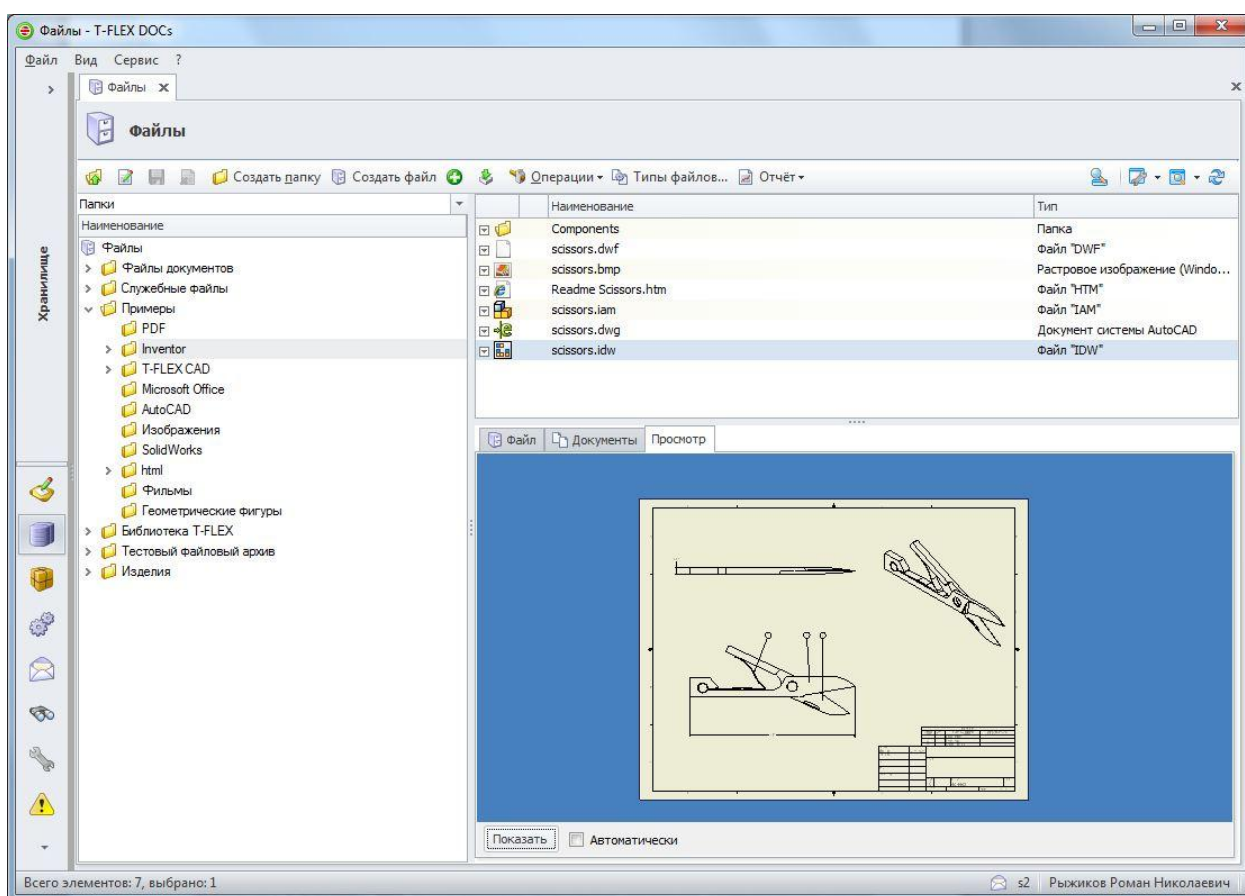 Файлы - T-FLEX DOCs
Файл Вид Сервис ?
Файлы
Файлы
Создать папку Создать файл Операции Типы файлов... Отчёт
Хранилище
Папки
Наименование
Файлы
Файлы документов
Служебные файлы
Примеры
PDF
Inventor
T-FLEX CAD
Microsoft Office
AutoCAD
Изображения
SolidWorks
html
Фильмы
Геометрические фигуры
Библиотека T-FLEX
Тестовый файловый архив
Изделия
Наименование Тип
Components Папка
scissors.dwf Файл "DWF"
scissors.bmp Растровое изображение (Windo...
Readme Scissors.htm Файл "HTM"
scissors.iam Файл "IAM"
scissors.dwg Документ системы AutoCAD
scissors.idw Файл "IDW"
Файл Документы Просмотр
Показать Автоматически
Всего элементов: 7, выбрано: 1 s2 Рыжиков Роман Николаевич